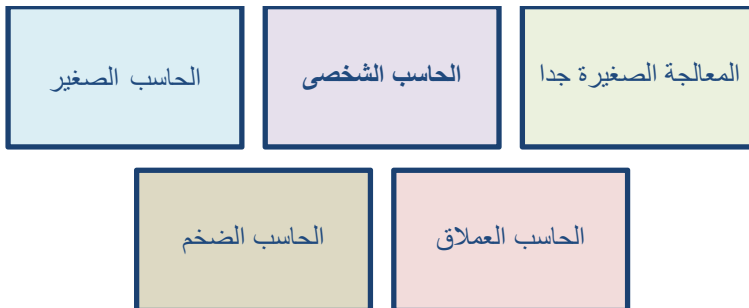 المعالجة الصغيرة جدا
الحاسب الشخصى
الحاسب الصغير
الحاسب العملاق
الحاسب الضخم